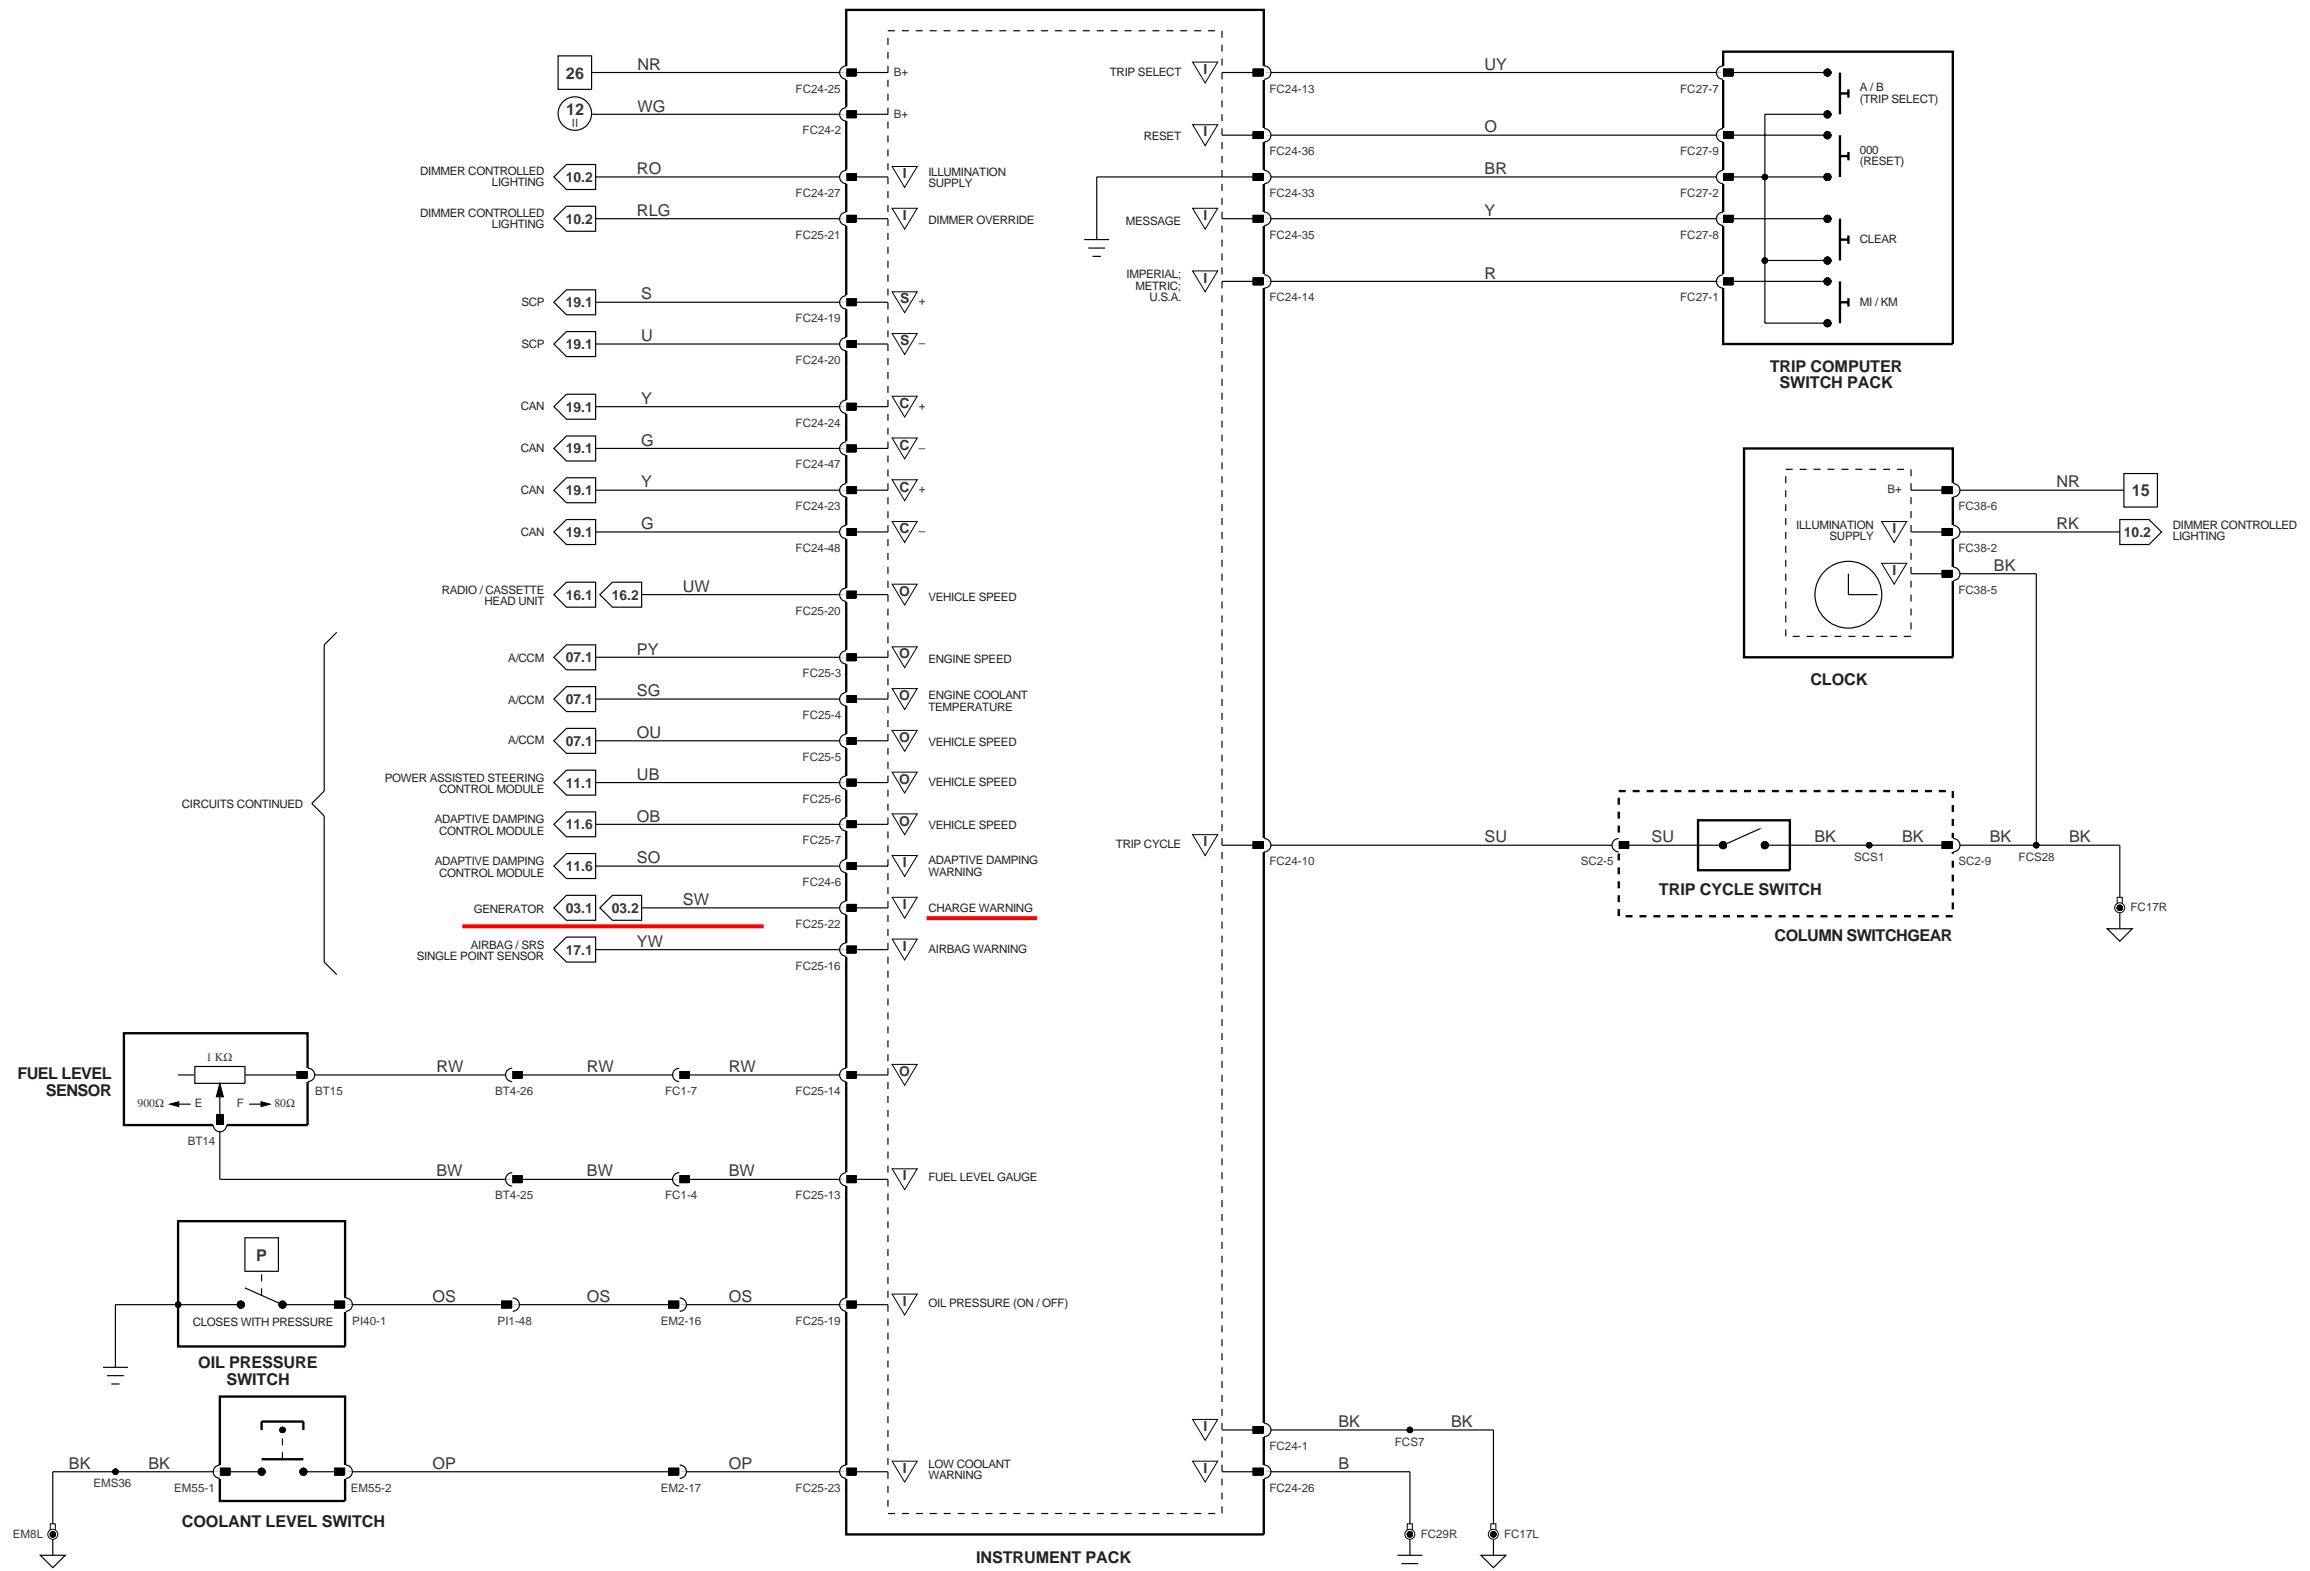 26
NR
FC24-25
B+
12
II
WG
FC24-2
B+
DIMMER CONTROLLED
LIGHTING
10.2
RO
FC24-27
I
ILLUMINATION
SUPPLY
DIMMER CONTROLLED
LIGHTING
10.2
RLG
FC25-21
I
DIMMER OVERRIDE
SCP
19.1
S
FC24-19
S
+
SCP
19.1
U
FC24-20
S
–
CAN
19.1
Y
FC24-24
C
+
CAN
19.1
G
FC24-47
C
–
CAN
19.1
Y
FC24-23
C
+
CAN
19.1
G
FC24-48
C
–
RADIO / CASSETTE
HEAD UNIT
16.1
16.2
UW
FC25-20
O
VEHICLE SPEED
CIRCUITS CONTINUED
A/CCM
07.1
PY
FC25-3
O
ENGINE SPEED
A/CCM
07.1
SG
FC25-4
O
ENGINE COOLANT
TEMPERATURE
A/CCM
07.1
OU
FC25-5
O
VEHICLE SPEED
POWER ASSISTED STEERING
CONTROL MODULE
11.1
UB
FC25-6
O
VEHICLE SPEED
ADAPTIVE DAMPING
CONTROL MODULE
11.6
OB
FC25-7
O
VEHICLE SPEED
ADAPTIVE DAMPING
CONTROL MODULE
11.6
SO
FC24-6
I
ADAPTIVE DAMPING
WARNING
GENERATOR
03.1
03.2
SW
FC25-22
I
CHARGE WARNING
AIRBAG / SRS
SINGLE POINT SENSOR
17.1
YW
FC25-16
I
AIRBAG WARNING
FUEL LEVEL
SENSOR
1 KΩ
900Ω
E
F
80Ω
BT15
BT14
RW
BT4-26
RW
FC1-7
RW
FC25-14
O
BW
BT4-25
BW
FC1-4
BW
FC25-13
I
FUEL LEVEL GAUGE
P
CLOSES WITH PRESSURE
PI40-1
OIL PRESSURE
SWITCH
OS
PI1-48
OS
EM2-16
OS
FC25-19
I
OIL PRESSURE (ON / OFF)
EM8L
BK
EMS36
BK
EM55-1
EM55-2
COOLANT LEVEL SWITCH
OP
EM2-17
OP
FC25-23
I
LOW COOLANT
WARNING
INSTRUMENT PACK
TRIP SELECT
I
FC24-13
UY
FC27-7
A / B
(TRIP SELECT)
RESET
I
FC24-36
O
FC27-9
000
(RESET)
FC24-33
BR
FC27-2
MESSAGE
I
FC24-35
Y
FC27-8
CLEAR
IMPERIAL;
METRIC;
U.S.A.
I
FC24-14
R
FC27-1
MI / KM
TRIP COMPUTER
SWITCH PACK
B+
FC38-6
NR
15
ILLUMINATION
SUPPLY
I
FC38-2
RK
10.2
DIMMER CONTROLLED
LIGHTING
I
FC38-5
BK
CLOCK
TRIP CYCLE
I
FC24-10
SU
SC2-5
SU
BK
SCS1
BK
SC2-9
BK
FCS28
BK
FC17R
TRIP CYCLE SWITCH
COLUMN SWITCHGEAR
I
FC24-1
BK
FCS7
BK
I
FC24-26
B
FC29R
FC17L